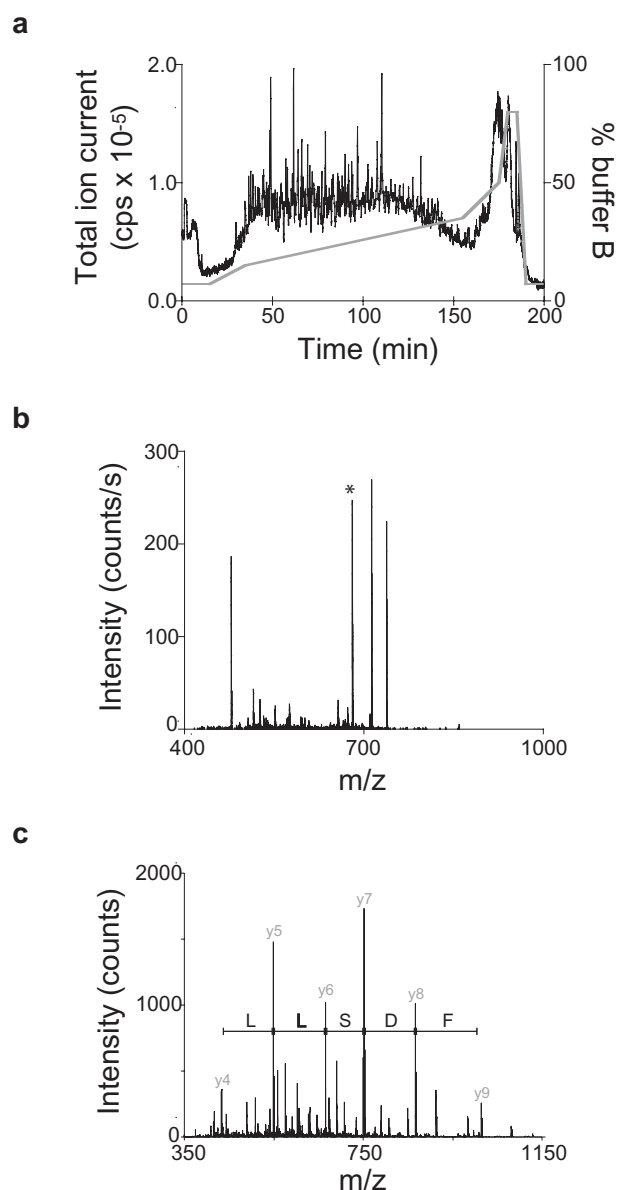 a
Total ion current
(cps x 10-5)
% buffer B
2.0
1.0
0.0
100
50
0
0 50 100 150 200
Time (min)
b
Intensity (counts/s)
300
200
100
0
*
400 700 1000
m/z
c
Intensity (counts)
2000
1000
0
y7
y5
y6
y8
L L S D F
y4
y9
350 750 1150
m/z